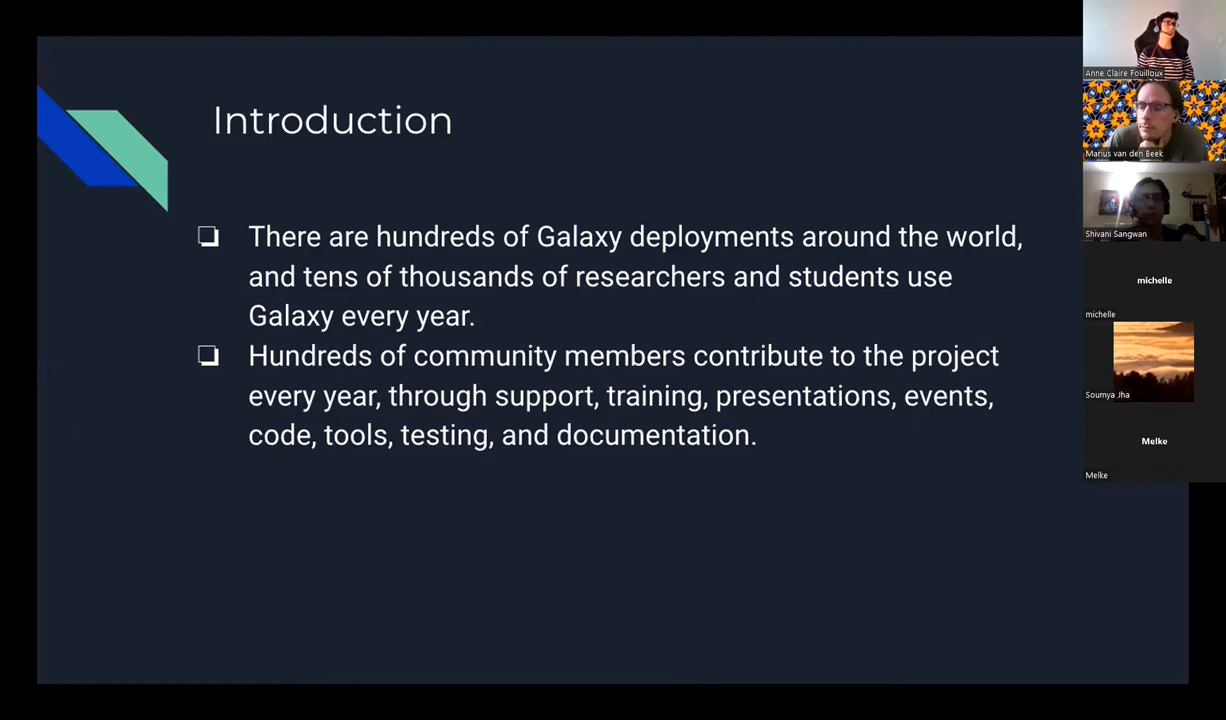 Introduction
❏ There are hundreds of Galaxy deployments around the world,
and tens of thousands of researchers and students use
Galaxy every year.
❏ Hundreds of community members contribute to the project
every year, through support, training, presentations, events,
code, tools, testing, and documentation.
Anne Claire Fouilloux
Marius van den Beek
Shivani Sangwan
michelle
michelle
Soumya Jha
Melke
Melke